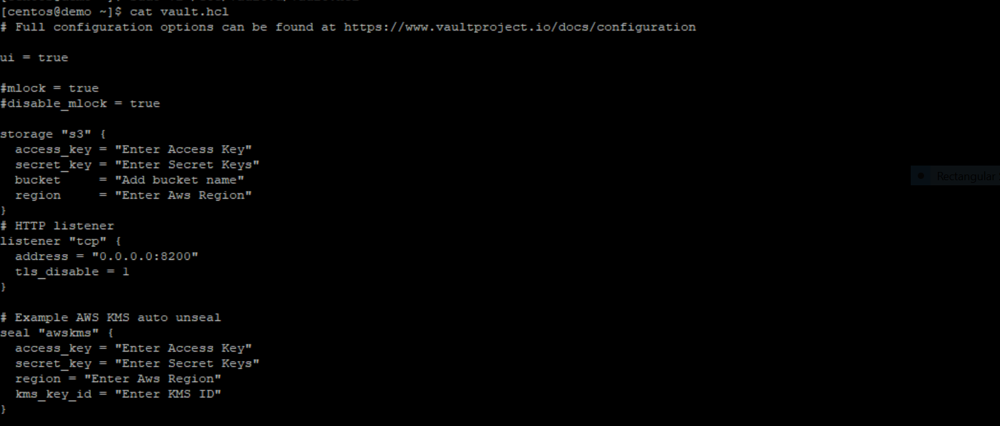 [centos@demo ~]$ cat vault.hcl
# Full configuration options can be found at https://www.vaultproject.io/docs/configuration
ui = true
#mlock = true
#disable_mlock = true
storage "s3" {
  access_key = "Enter Access Key"
  secret_key = "Enter Secret Keys"
  bucket     = "Add bucket name"
  region     = "Enter Aws Region"
}
# HTTP listener
listener "tcp" {
  address = "0.0.0.0:8200"
  tls_disable = 1
}
# Example AWS KMS auto unseal
seal "awskms" {
  access_key = "Enter Access Key"
  secret_key = "Enter Secret Keys"
  region = "Enter Aws Region"
  kms_key_id = "Enter KMS ID"
}
Rectangular